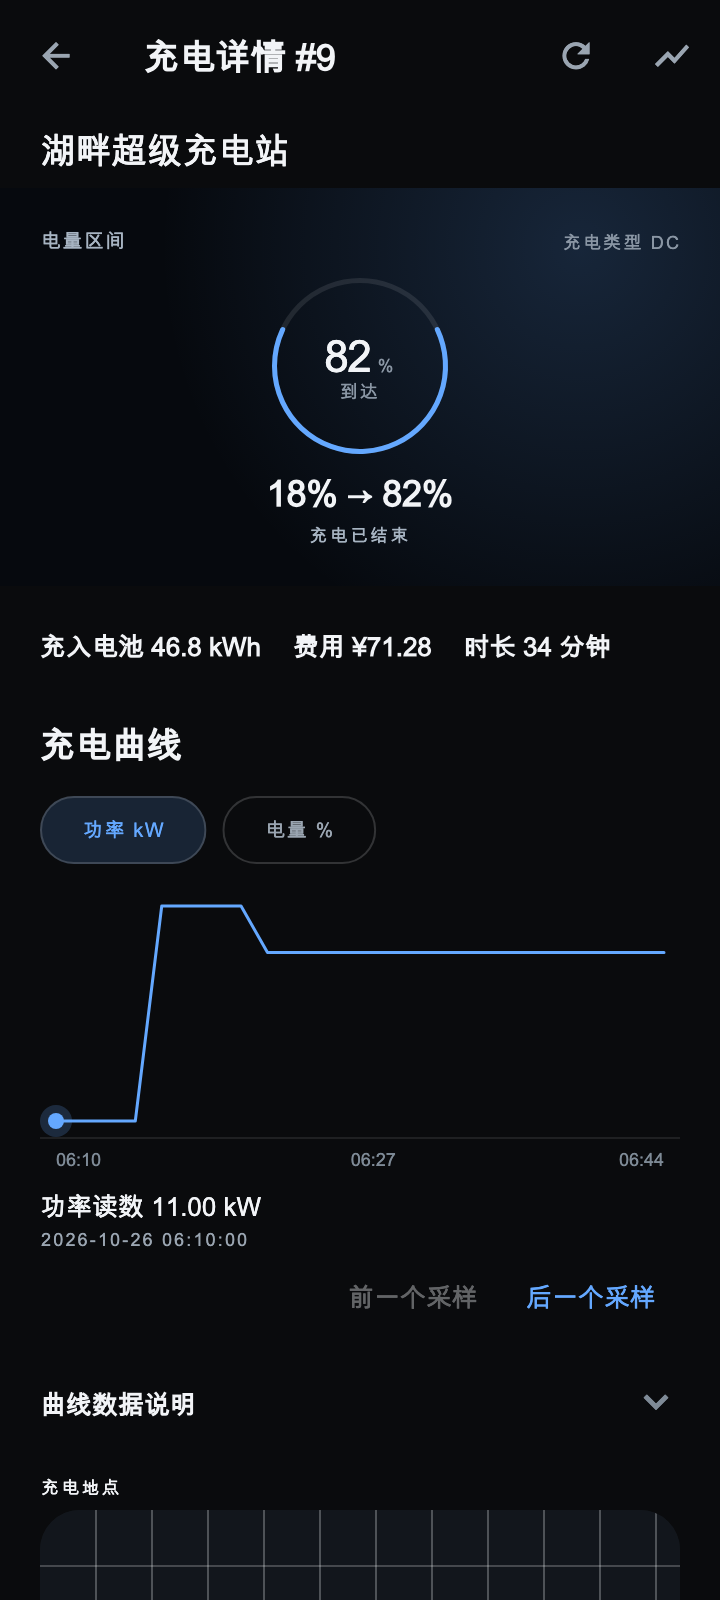 充电详情 #9
湖畔超级充电站
电量区间
充电类型 DC
82 %
到达
18% → 82%
充电已结束
充入电池 46.8 kWh 费用 ¥71.28 时长 34 分钟
充电曲线
功率 kW
电量 %
06:10 06:27 06:44
功率读数 11.00 kW
2026-10-26 06:10:00
前一个采样 后一个采样
曲线数据说明
充电地点